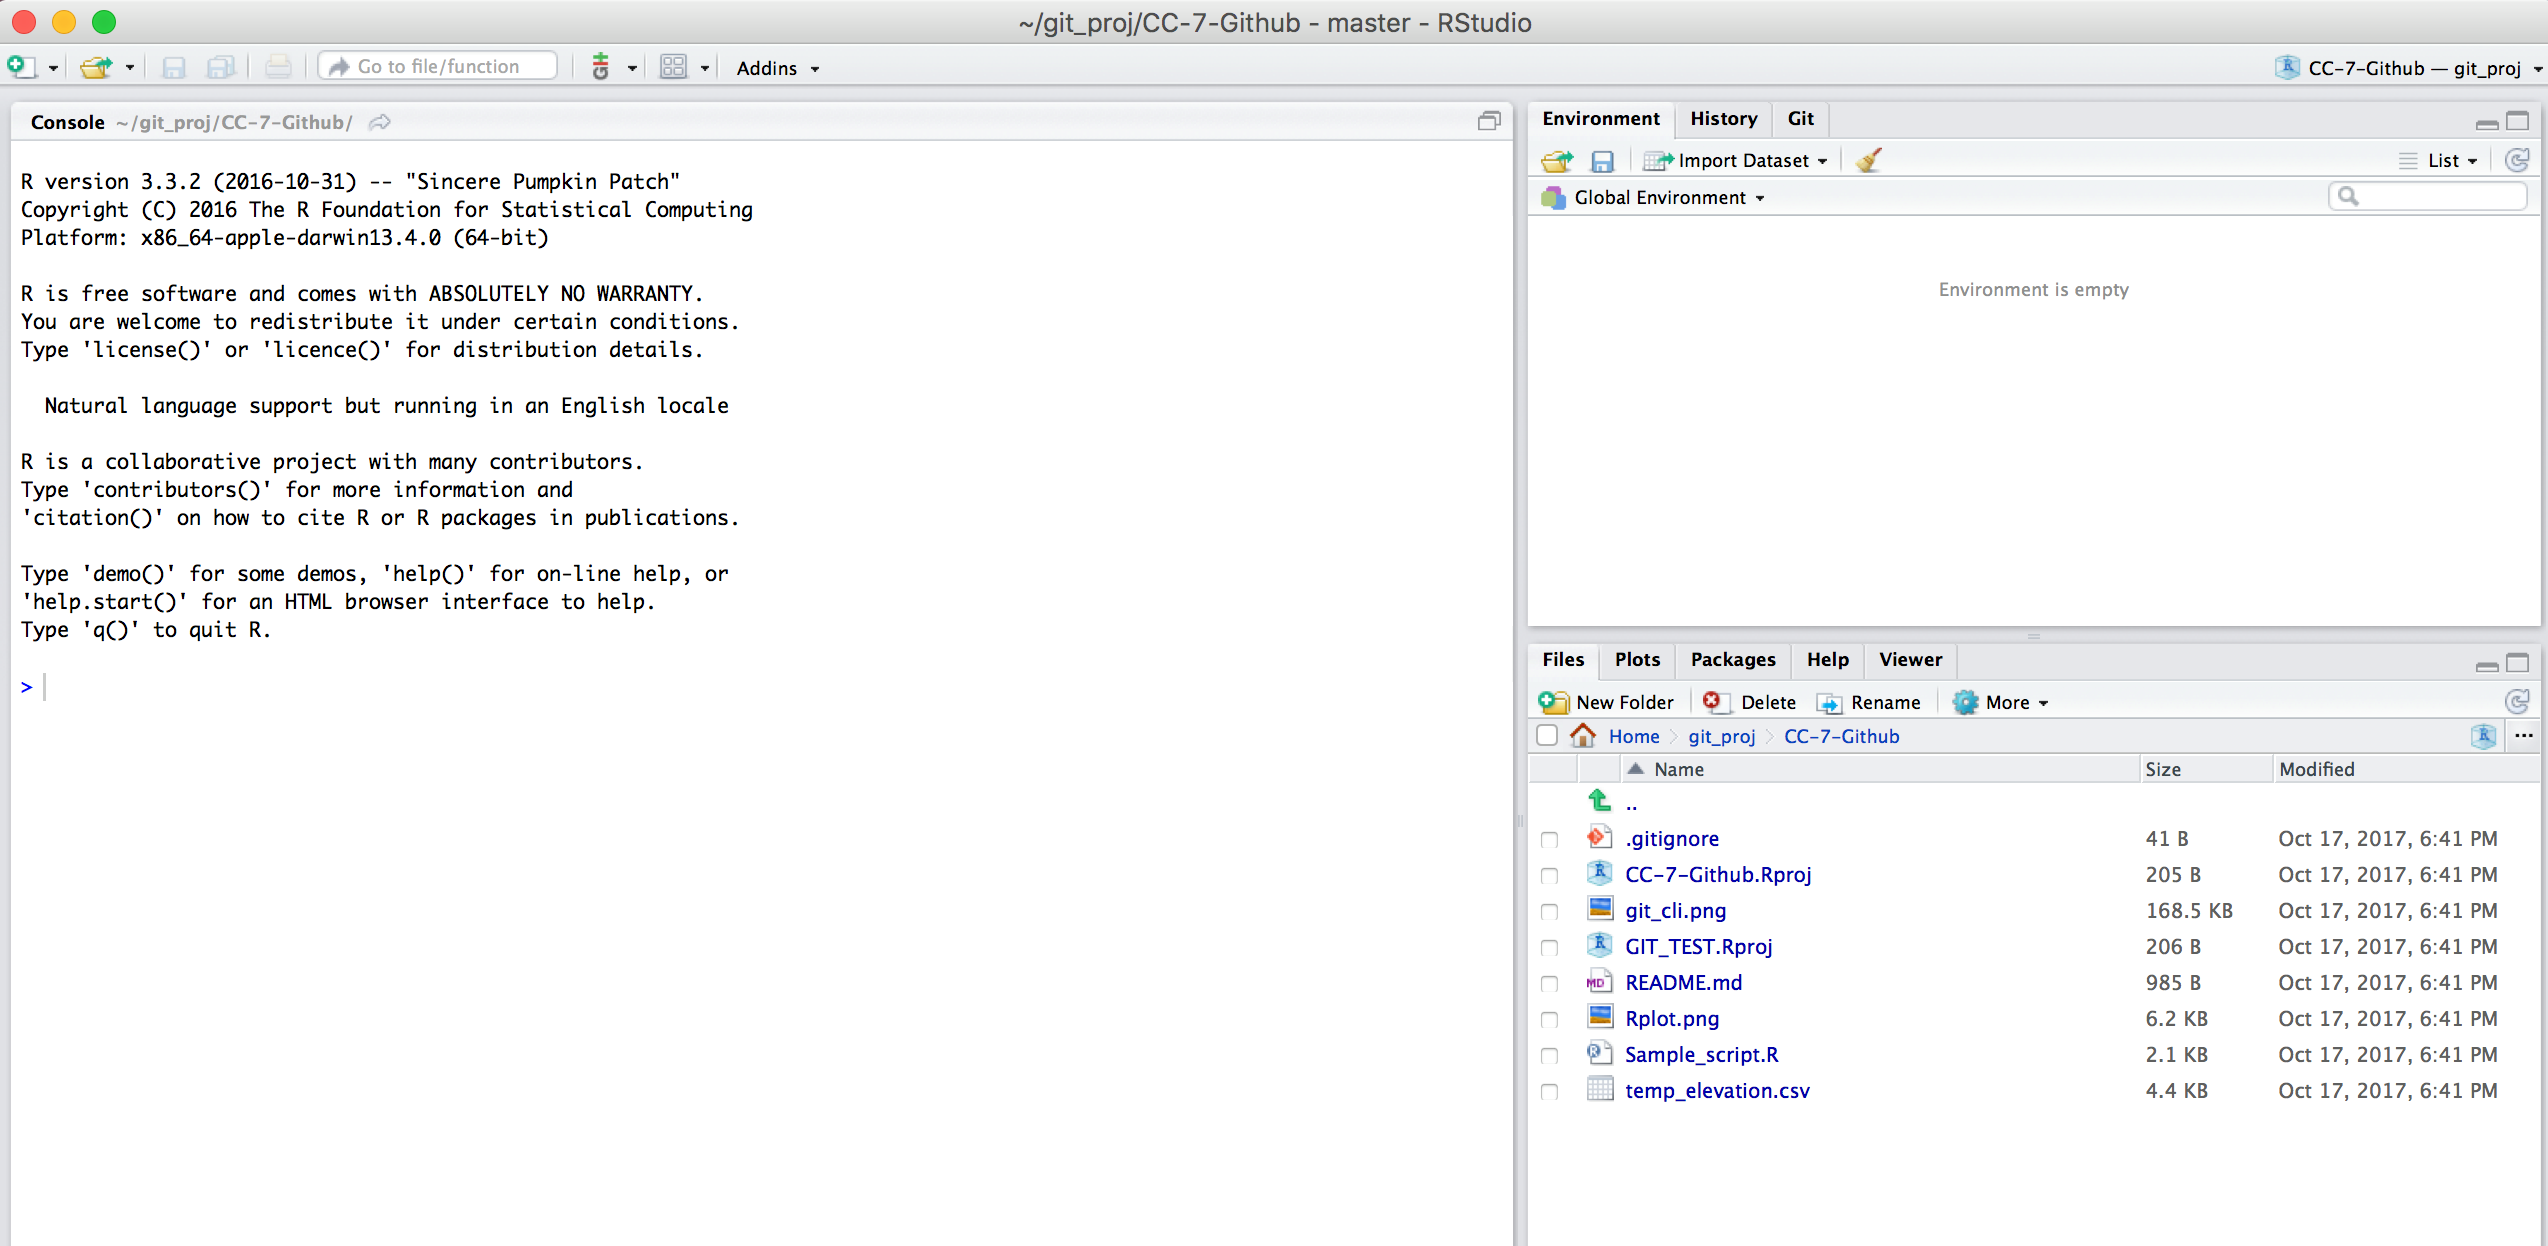 ~/git_proj/CC-7-Github - master - RStudio
Go to file/function
Addins
CC-7-Github — git_proj
Console ~/git_proj/CC-7-Github/
R version 3.3.2 (2016-10-31) -- "Sincere Pumpkin Patch"
Copyright (C) 2016 The R Foundation for Statistical Computing
Platform: x86_64-apple-darwin13.4.0 (64-bit)
R is free software and comes with ABSOLUTELY NO WARRANTY.
You are welcome to redistribute it under certain conditions.
Type 'license()' or 'licence()' for distribution details.
Natural language support but running in an English locale
R is a collaborative project with many contributors.
Type 'contributors()' for more information and
'citation()' on how to cite R or R packages in publications.
Type 'demo()' for some demos, 'help()' for on-line help, or
'help.start()' for an HTML browser interface to help.
Type 'q()' to quit R.
>
Environment History Git
Import Dataset List
Global Environment
Environment is empty
Files Plots Packages Help Viewer
New Folder Delete Rename More
Home git_proj CC-7-Github ...
Name Size Modified
..
.gitignore 41 B Oct 17, 2017, 6:41 PM
CC-7-Github.Rproj 205 B Oct 17, 2017, 6:41 PM
git_cli.png 168.5 KB Oct 17, 2017, 6:41 PM
GIT_TEST.Rproj 206 B Oct 17, 2017, 6:41 PM
README.md 985 B Oct 17, 2017, 6:41 PM
Rplot.png 6.2 KB Oct 17, 2017, 6:41 PM
Sample_script.R 2.1 KB Oct 17, 2017, 6:41 PM
temp_elevation.csv 4.4 KB Oct 17, 2017, 6:41 PM